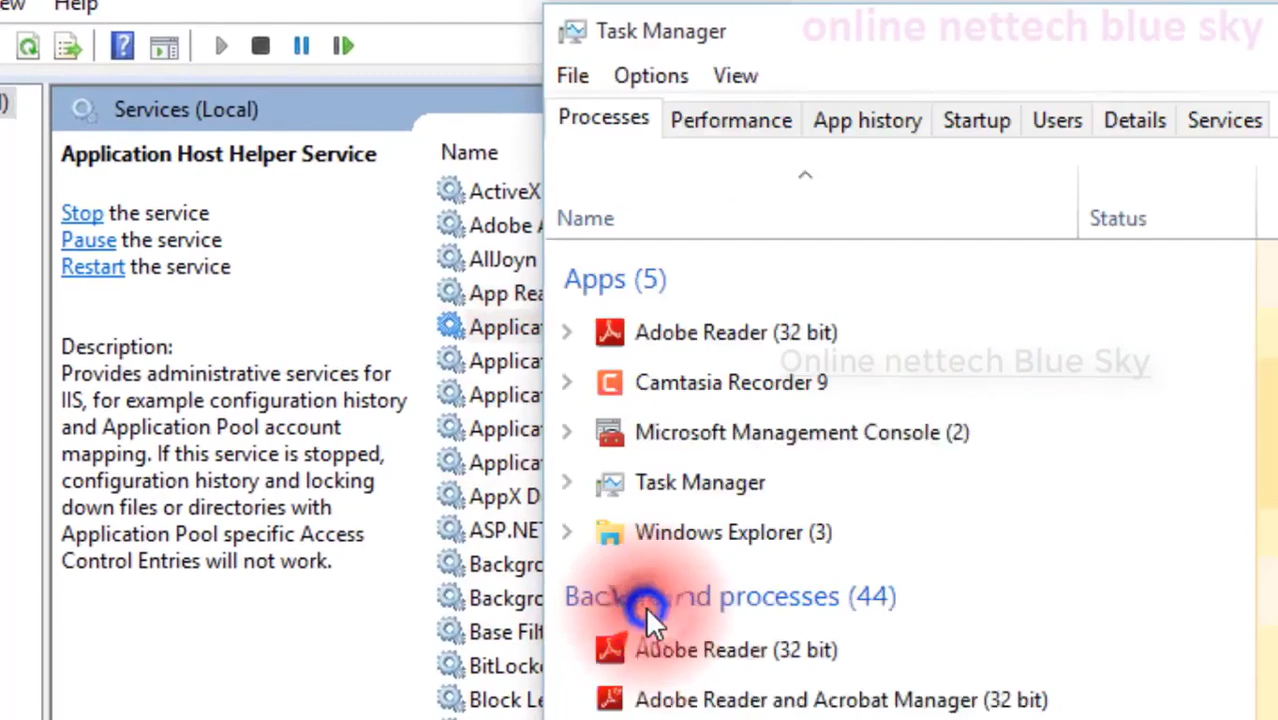 Help
online nettech blue sky
Task Manager
File Options View
Services (Local)
Processes Performance App history Startup Users Details Services
Application Host Helper Service
Name
Stop the service
Pause the service
Restart the service
Description:
Provides administrative services for
IIS, for example configuration history
and Application Pool account
mapping. If this service is stopped,
configuration history and locking
down files or directories with
Application Pool specific Access
Control Entries will not work.
ActiveX
Adobe A
AllJoyn
App Rea
Applica
Applica
Applica
Applica
Applica
AppX D
ASP.NET
Backgro
Backgro
Base Filt
BitLocke
Block Le
Name Status
Apps (5)
Adobe Reader (32 bit)
Online nettech Blue Sky
Camtasia Recorder 9
Microsoft Management Console (2)
Task Manager
Windows Explorer (3)
Background processes (44)
Adobe Reader (32 bit)
Adobe Reader and Acrobat Manager (32 bit)